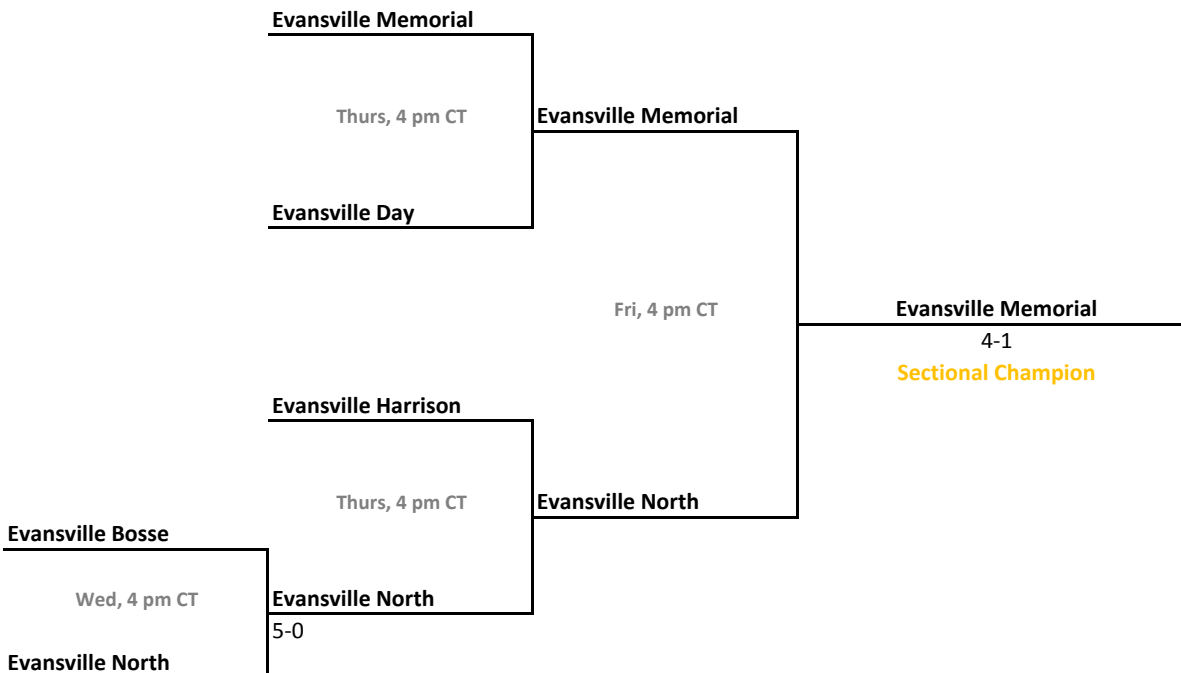 Evansville Memorial
Thurs, 4 pm CT
Evansville Memorial
Evansville Day
Fri, 4 pm CT
Evansville Memorial
4-1
Sectional Champion
Evansville Harrison
Thurs, 4 pm CT
Evansville North
Evansville Bosse
Wed, 4 pm CT
Evansville North
5-0
Evansville North